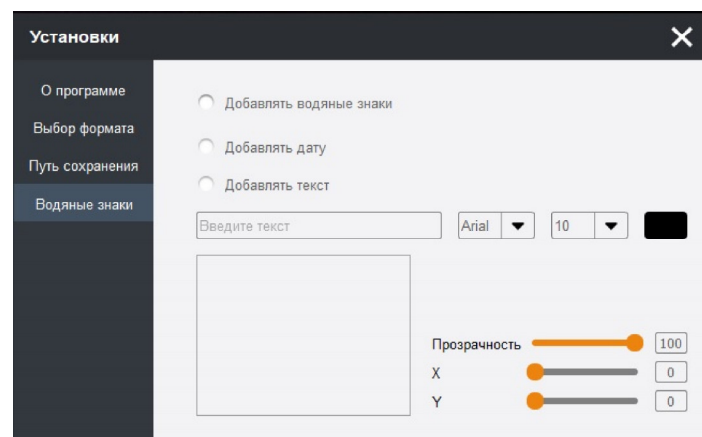 Установки
О программе
Выбор формата
Путь сохранения
Водяные знаки
Добавлять водяные знаки
Добавлять дату
Добавлять текст
Введите текст Arial 10
Прозрачность 100
X 0
Y 0